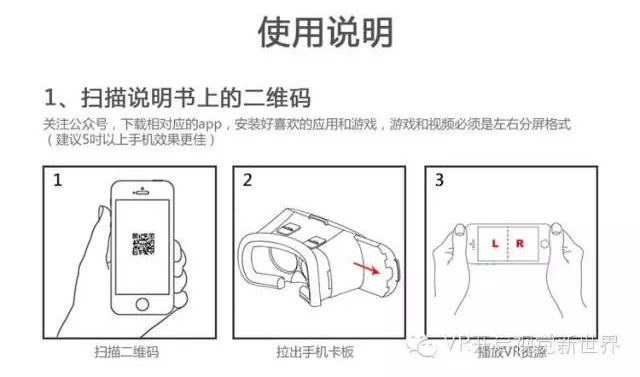 使用说明
1、扫描说明书上的二维码
关注公众号，下载相对应的app，安装好喜欢的应用和游戏，游戏和视频必须是左右分屏格式
（建议5吋以上手机效果更佳）
1
2
3
L R
扫描二维码
拉出手机卡板
播放VR资源
VR开启视觉新世界